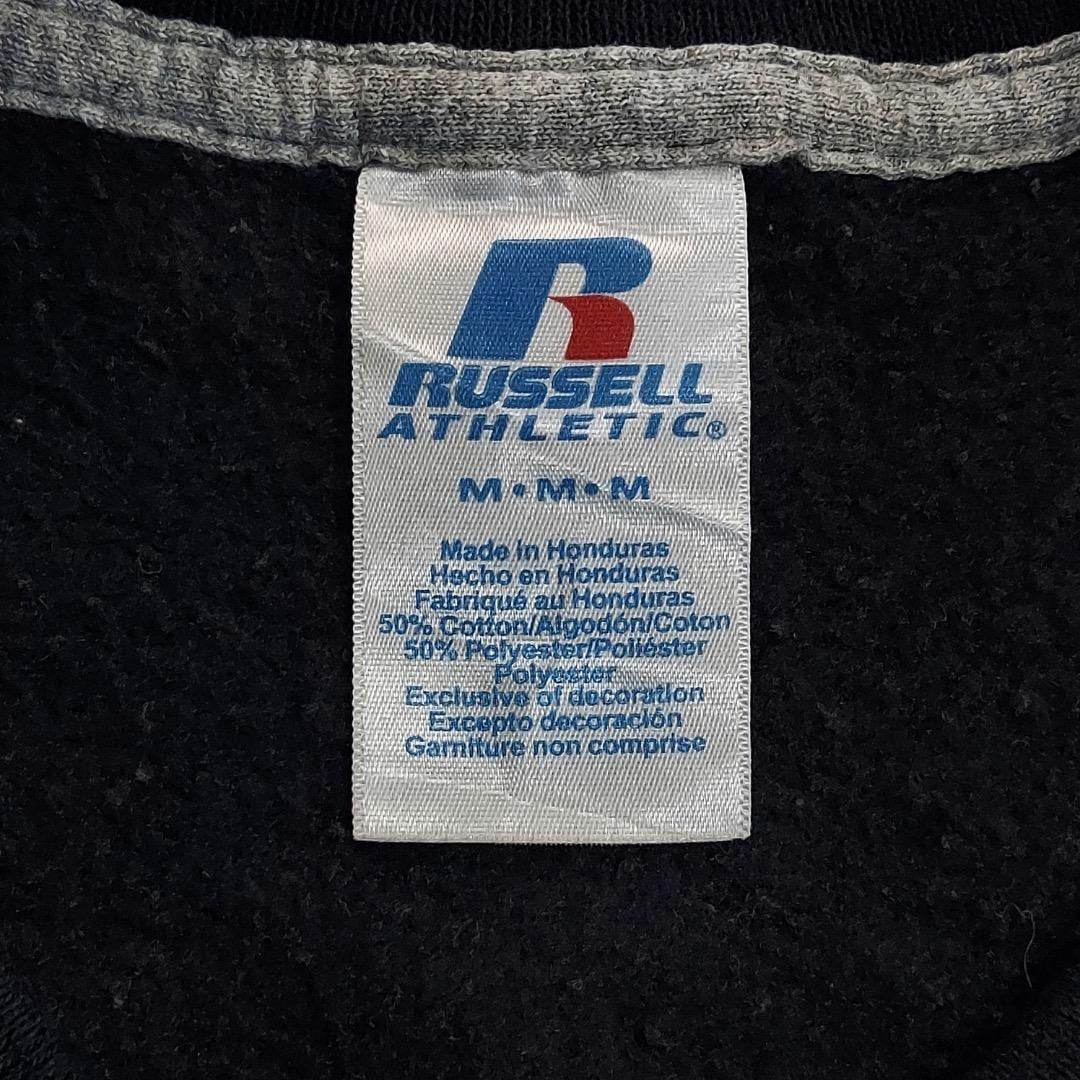 R
RUSSELL
ATHLETIC®
M•M•M
Made in Honduras
Hecho en Honduras
Fabriqué au Honduras
50% Cotton/Algodón/Coton
50% Polyester/Poliéster
Polyester
Exclusive of decoration
Excepto decoración
Garniture non comprise